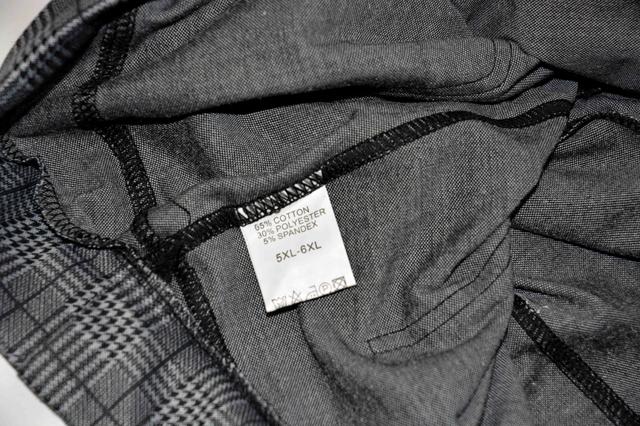 65% COTTON
30% POLYESTER
5% SPANDEX
5XL-6XL